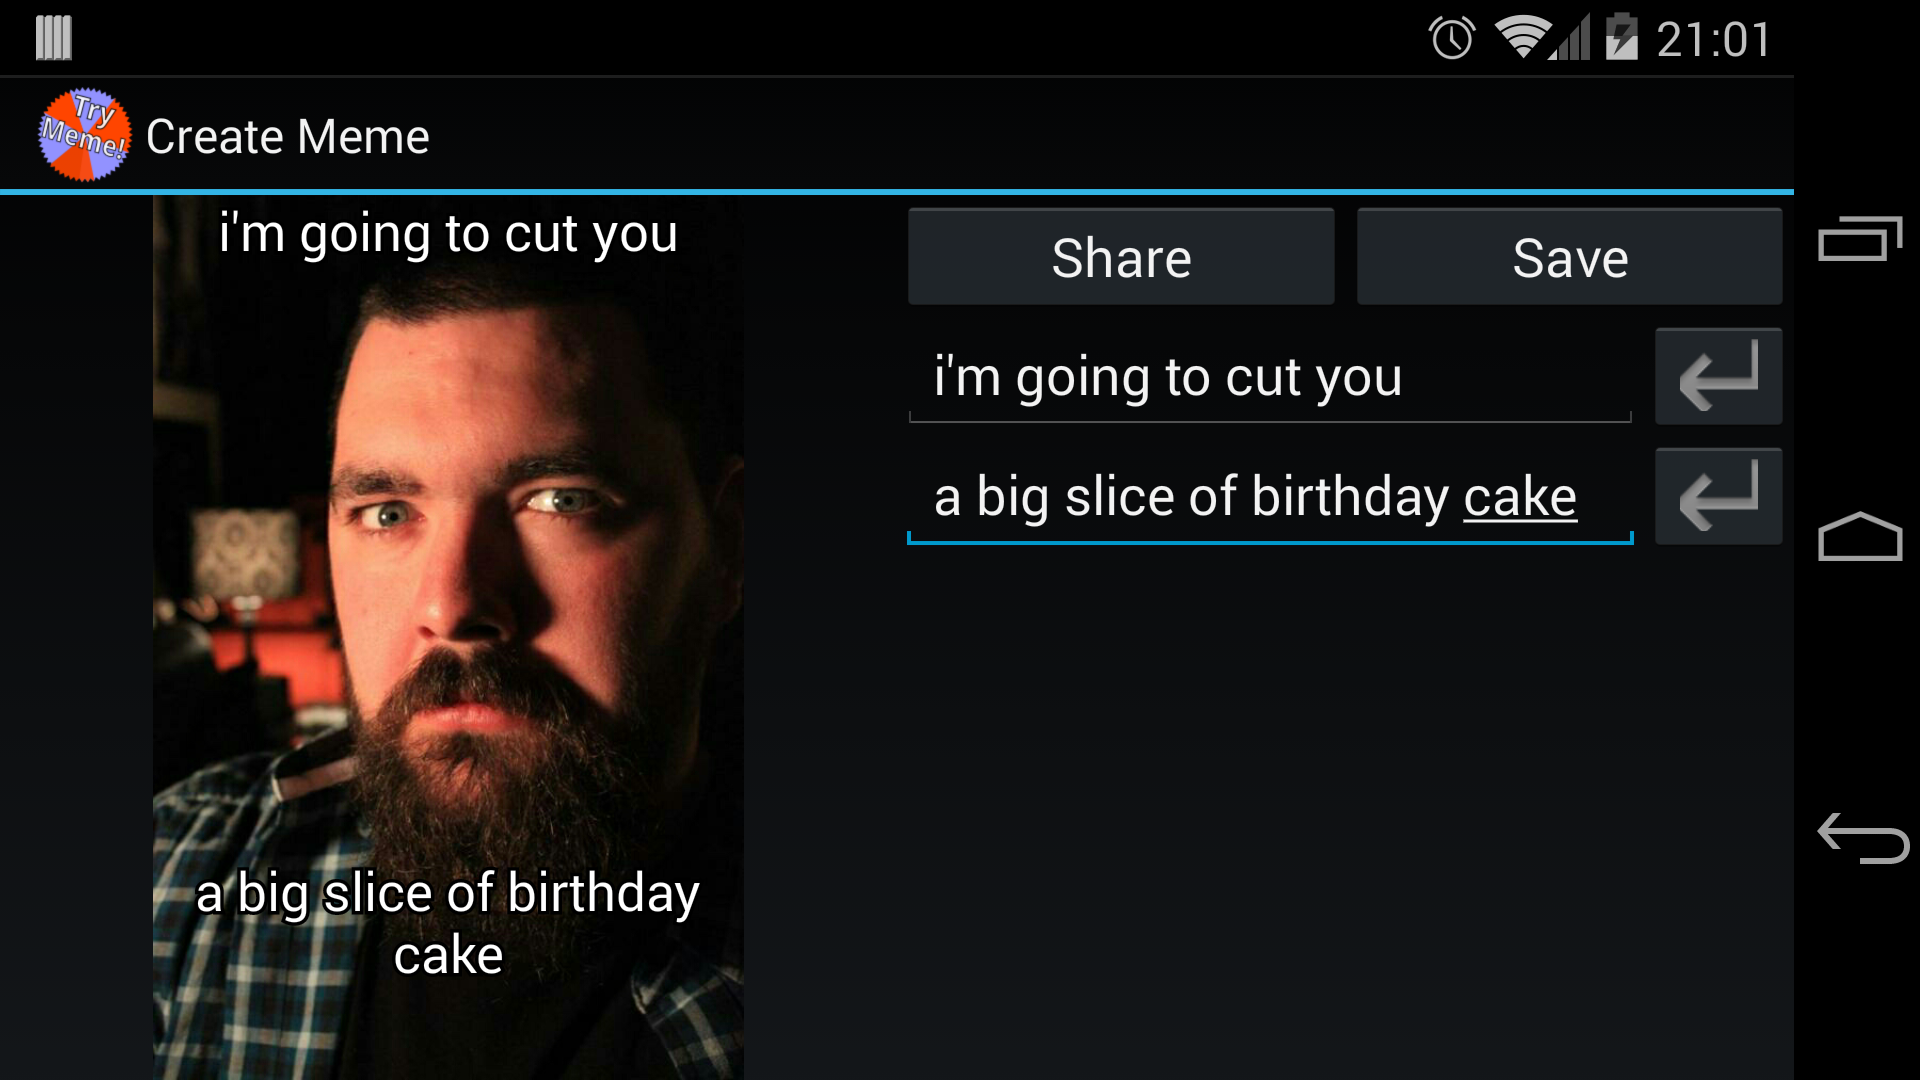 21:01
Try
Meme!
Create Meme
i'm going to cut you
a big slice of birthday
cake
Share
Save
i'm going to cut you
a big slice of birthday cake